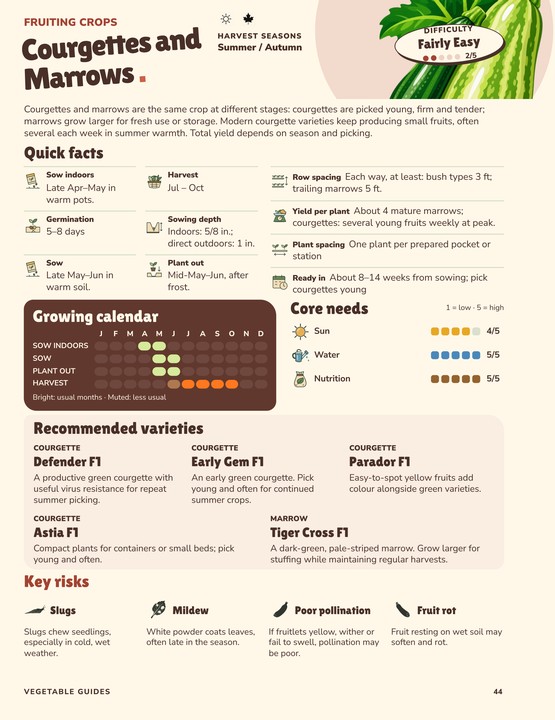 FRUITING CROPS
Courgettes and
Marrows.
HARVEST SEASONS
Summer / Autumn
DIFFICULTY
Fairly Easy
2/5
Courgettes and marrows are the same crop at different stages: courgettes are picked young, firm and tender;
marrows grow larger for fresh use or storage. Modern courgette varieties keep producing small fruits, often
several each week in summer warmth. Total yield depends on season and picking.
Quick facts
Sow indoors
Late Apr–May in
warm pots.
Harvest
Jul – Oct
Germination
5–8 days
Sowing depth
Indoors: 5/8 in.;
direct outdoors: 1 in.
Sow
Late May–Jun in
warm soil.
Plant out
Mid-May–Jun, after
frost.
Row spacing Each way, at least: bush types 3 ft;
trailing marrows 5 ft.
Yield per plant About 4 mature marrows;
courgettes: several young fruits weekly at peak.
Plant spacing One plant per prepared pocket or
station
Ready in About 8–14 weeks from sowing; pick
courgettes young
Growing calendar
J F M A M J J A S O N D
SOW INDOORS
SOW
PLANT OUT
HARVEST
Bright: usual months · Muted: less usual
Core needs
1 = low · 5 = high
Sun 4/5
Water 5/5
Nutrition 5/5
Recommended varieties
COURGETTE
Defender F1
A productive green courgette with
useful virus resistance for repeat
summer picking.
COURGETTE
Early Gem F1
An early green courgette. Pick
young and often for continued
summer crops.
COURGETTE
Parador F1
Easy-to-spot yellow fruits add
colour alongside green varieties.
COURGETTE
Astia F1
Compact plants for containers or small beds; pick
young and often.
MARROW
Tiger Cross F1
A dark-green, pale-striped marrow. Grow larger for
stuffing while maintaining regular harvests.
Key risks
Slugs
Slugs chew seedlings,
especially in cold, wet
weather.
Mildew
White powder coats leaves,
often late in the season.
Poor pollination
If fruitlets yellow, wither or
fail to swell, pollination may
be poor.
Fruit rot
Fruit resting on wet soil may
soften and rot.
VEGETABLE GUIDES
44